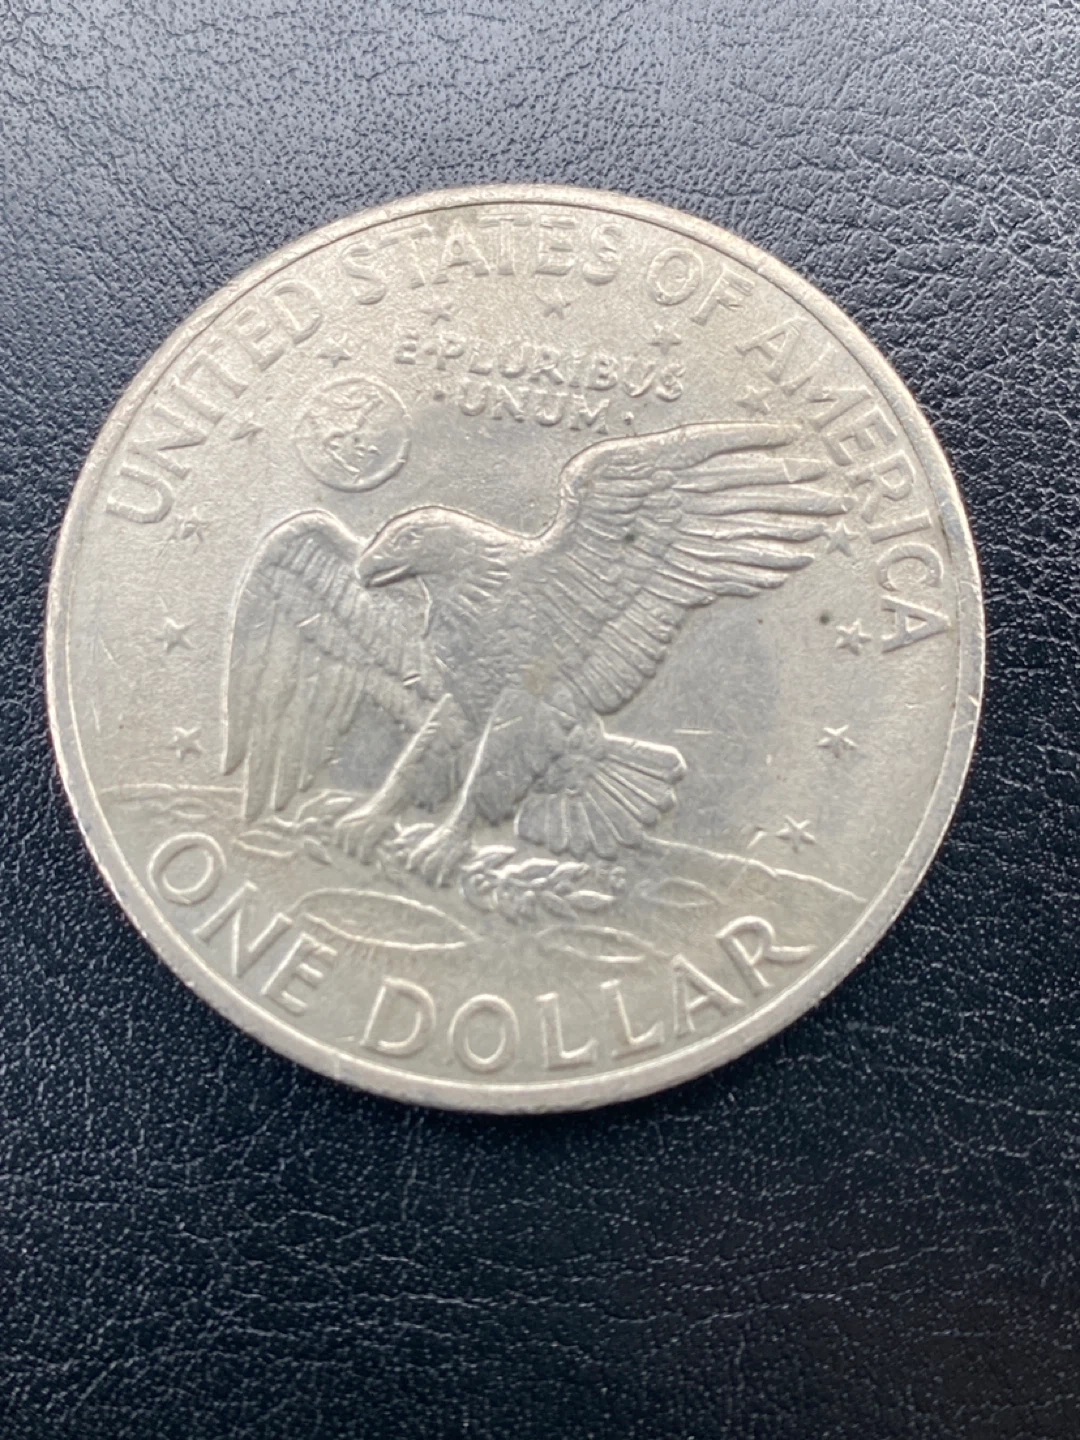 UNITED STATES OF AMERICA
E·PLURIBUS
·UNUM·
ONE DOLLAR